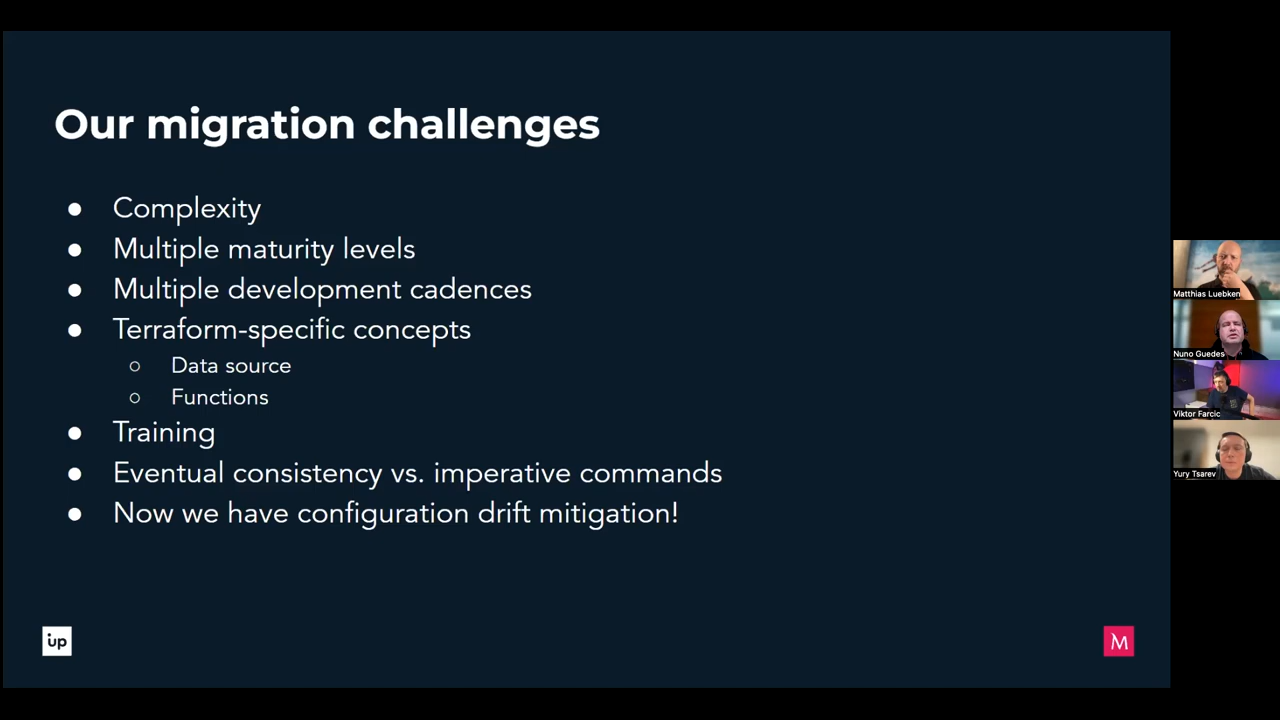 Our migration challenges
● Complexity
● Multiple maturity levels
● Multiple development cadences
● Terraform-specific concepts
○ Data source
○ Functions
● Training
● Eventual consistency vs. imperative commands
● Now we have configuration drift mitigation!
up
M
Matthias Luebken
Nuno Guedes
Viktor Farcic
Yury Tsarev